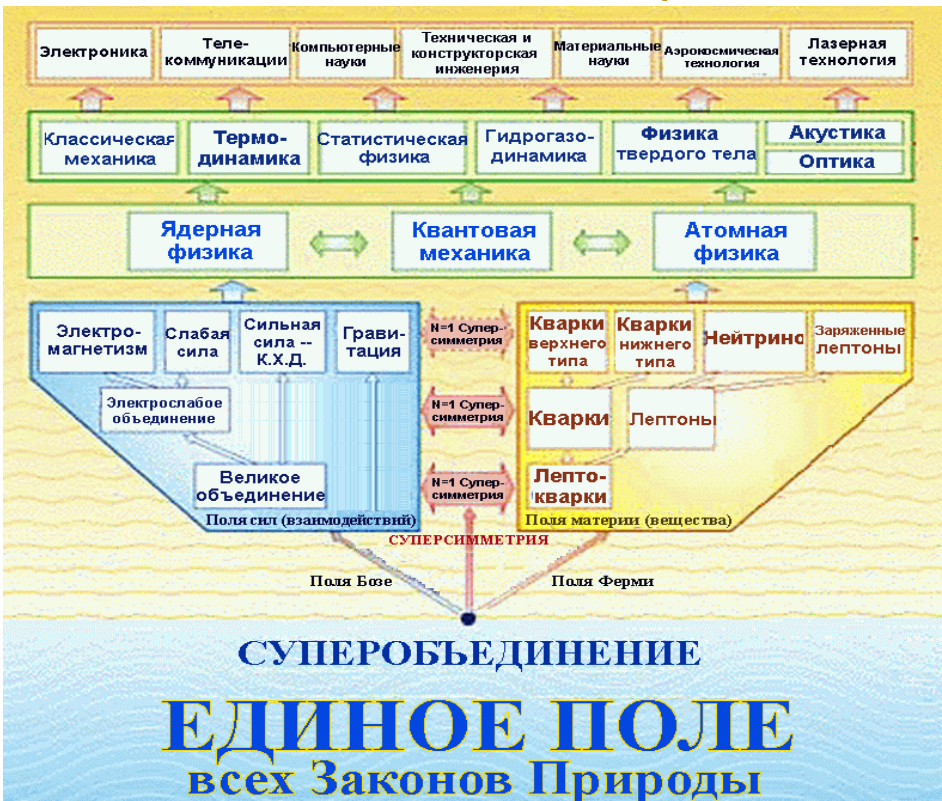 Электроника
Теле-
коммуникации
Компьютерные
науки
Техническая и
конструкторская
инженерия
Материальные
науки
Аэрокосмическая
технология
Лазерная
технология
Классическая
механика
Термо-
динамика
Статистическая
физика
Гидрогазо-
динамика
Физика
твердого тела
Акустика
Оптика
Ядерная
физика
Квантовая
механика
Атомная
физика
Электро-
магнетизм
Слабая
сила
Сильная
сила --
К.Х.Д.
Грави-
тация
N=1 Супер-
симметрия
Кварки
верхнего
типа
Кварки
нижнего
типа
Нейтрино
Заряженные
лептоны
Электрослабое
объединение
N=1 Супер-
симметрия
Кварки
Лептоны
Великое
объединение
N=1 Супер-
симметрия
Лепто-
кварки
Поля сил (взаимодействий)
Поля материи (вещества)
СУПЕРСИММЕТРИЯ
Поля Бозе
Поля Ферми
СУПЕРОБЪЕДИНЕНИЕ
ЕДИНОЕ ПОЛЕ
всех Законов Природы